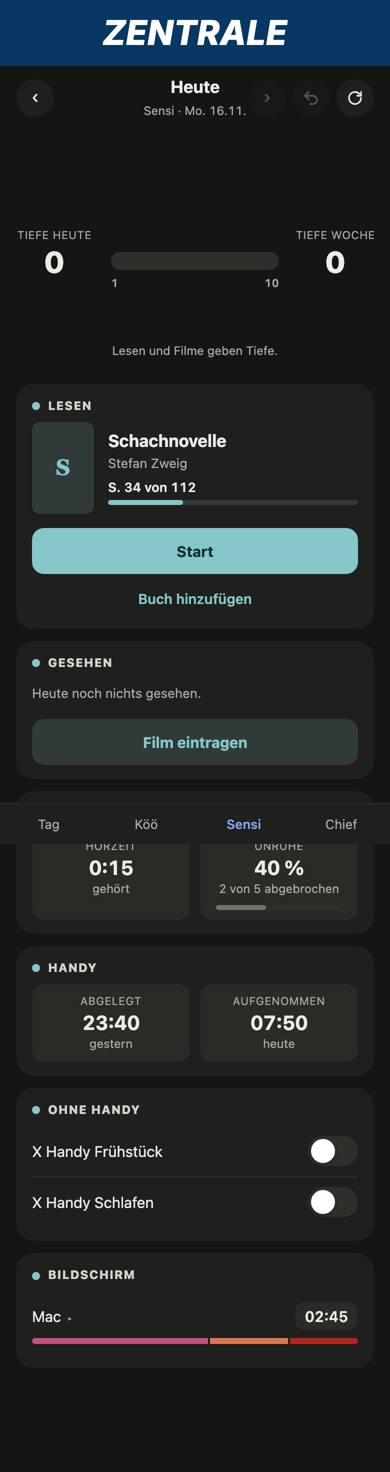 ZENTRALE
Heute
Sensi · Mo. 16.11.
TIEFE HEUTE
0
1
10
TIEFE WOCHE
0
Lesen und Filme geben Tiefe.
LESEN
S
Schachnovelle
Stefan Zweig
S. 34 von 112
Start
Buch hinzufügen
GESEHEN
Heute noch nichts gesehen.
Film eintragen
Tag
Köö
Sensi
Chief
HÖRZEIT
0:15
gehört
UNRUHE
40 %
2 von 5 abgebrochen
HANDY
ABGELEGT
23:40
gestern
AUFGENOMMEN
07:50
heute
OHNE HANDY
X Handy Frühstück
X Handy Schlafen
BILDSCHIRM
Mac
02:45